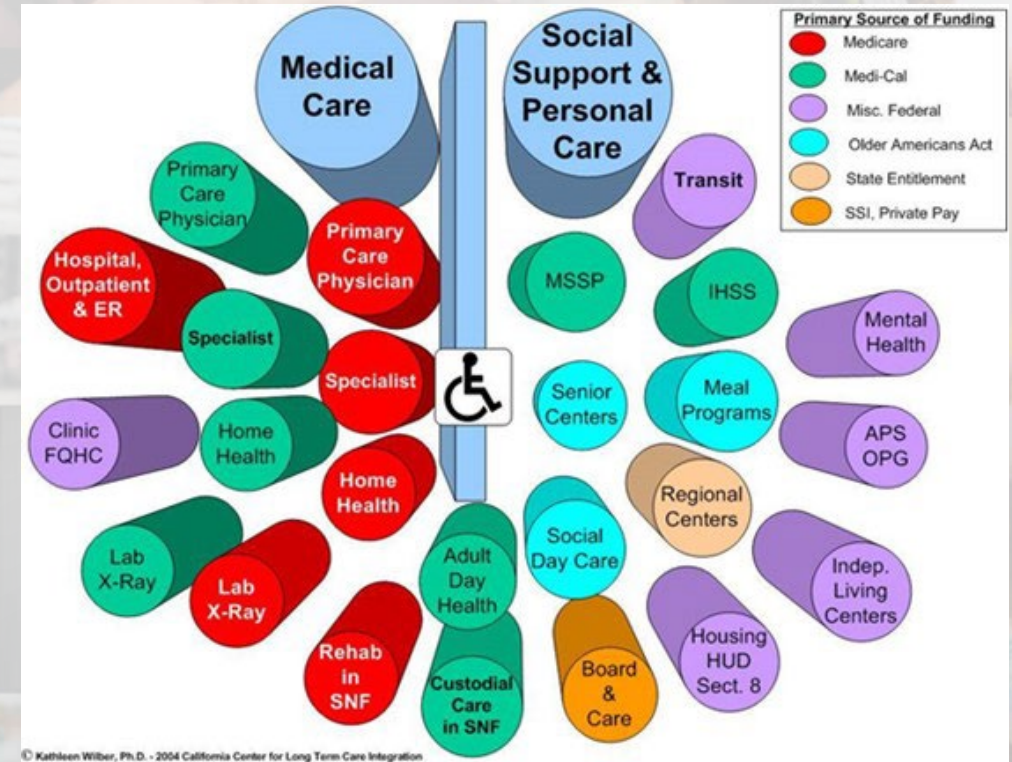 Medical
Care
Social
Support &
Personal
Care
Primary Source of Funding
Medicare
Medi-Cal
Misc. Federal
Older Americans Act
State Entitlement
SSI, Private Pay
Primary
Care
Physician
Primary
Care
Physician
Hospital,
Outpatient
& ER
Specialist
Specialist
Clinic
FQHC
Home
Health
Home
Health
Lab
X-Ray
Lab
X-Ray
Rehab
in
SNF
Adult
Day
Health
Custodial
Care
in SNF
Transit
MSSP
IHSS
Mental
Health
Senior
Centers
Meal
Programs
APS
OPG
Regional
Centers
Social
Day Care
Indep.
Living
Centers
Housing
HUD
Sect. 8
Board
&
Care
© Kathleen Wilber, Ph.D. - 2004 California Center for Long Term Care Integration